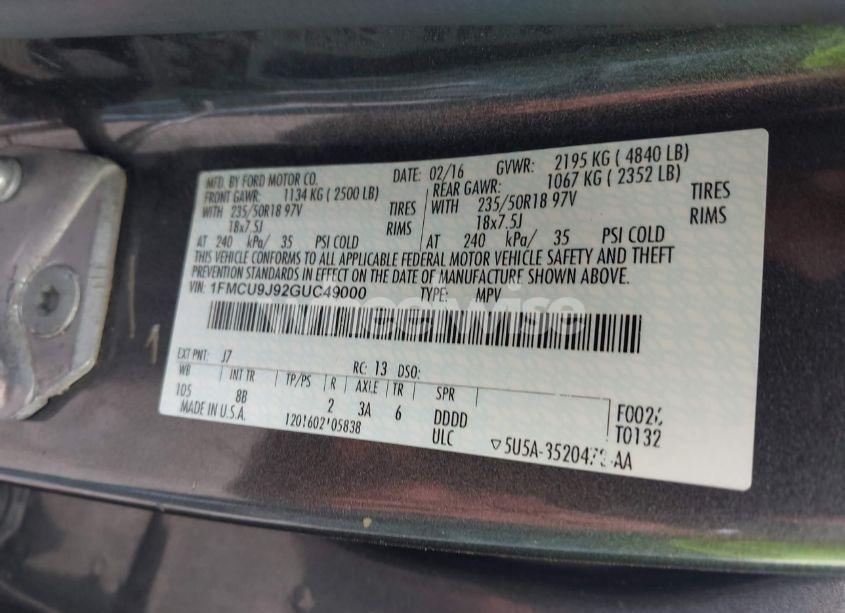 MFD. BY FORD MOTOR CO.
DATE: 02/16 GVWR: 2195 KG ( 4840 LB)
FRONT GAWR: 1134 KG ( 2500 LB)
REAR GAWR: 1067 KG ( 2352 LB)
WITH 235/50R18 97V TIRES
WITH 235/50R18 97V TIRES
18x7.5J RIMS
18x7.5J RIMS
AT 240 kPa/ 35 PSI COLD
AT 240 kPa/ 35 PSI COLD
THIS VEHICLE CONFORMS TO ALL APPLICABLE FEDERAL MOTOR VEHICLE SAFETY AND THEFT
PREVENTION STANDARDS IN EFFECT ON THE DATE OF MANUFACTURE SHOWN ABOVE.
VIN: 1FMCU9J92GUC49000 TYPE: MPV
EXT PNT: J7 RC: 13 DSO:
WB INT TR TP/PS R AXLE TR SPR
105 8B 2 3A 6 DDDD
F002
MADE IN U.S.A. 1201602105838 ULC
T0132
5U5A-352047 -AA